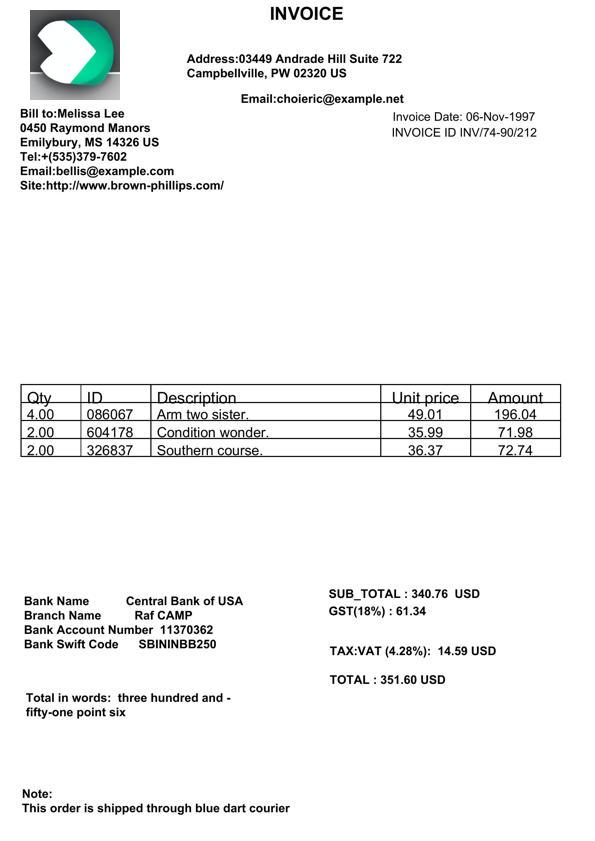 INVOICE
Address:03449 Andrade Hill Suite 722
Campbellville, PW 02320 US
Email:choieric@example.net
Bill to:Melissa Lee
0450 Raymond Manors
Emilybury, MS 14326 US
Tel:+(535)379-7602
Email:bellis@example.com
Site:http://www.brown-phillips.com/
Invoice Date: 06-Nov-1997
INVOICE ID INV/74-90/212
Qty ID Description Unit price Amount
4.00 086067 Arm two sister. 49.01 196.04
2.00 604178 Condition wonder. 35.99 71.98
2.00 326837 Southern course. 36.37 72.74
Bank Name Central Bank of USA
Branch Name Raf CAMP
Bank Account Number 11370362
Bank Swift Code SBININBB250
SUB_TOTAL : 340.76 USD
GST(18%) : 61.34
TAX:VAT (4.28%): 14.59 USD
TOTAL : 351.60 USD
Total in words: three hundred and -
fifty-one point six
Note:
This order is shipped through blue dart courier